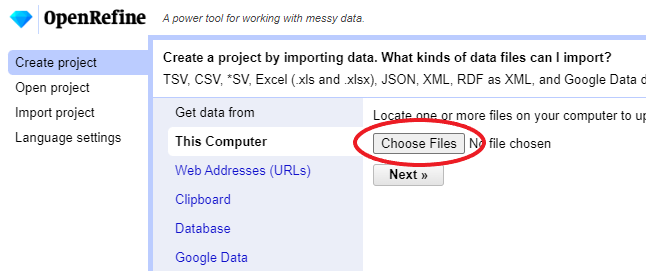 OpenRefine A power tool for working with messy data.
Create project
Open project
Import project
Language settings
Create a project by importing data. What kinds of data files can I import?
TSV, CSV, *SV, Excel (.xls and .xlsx), JSON, XML, RDF as XML, and Google Data d
Get data from
This Computer
Web Addresses (URLs)
Clipboard
Database
Google Data
Locate one or more files on your computer to up
Choose Files No file chosen
Next »